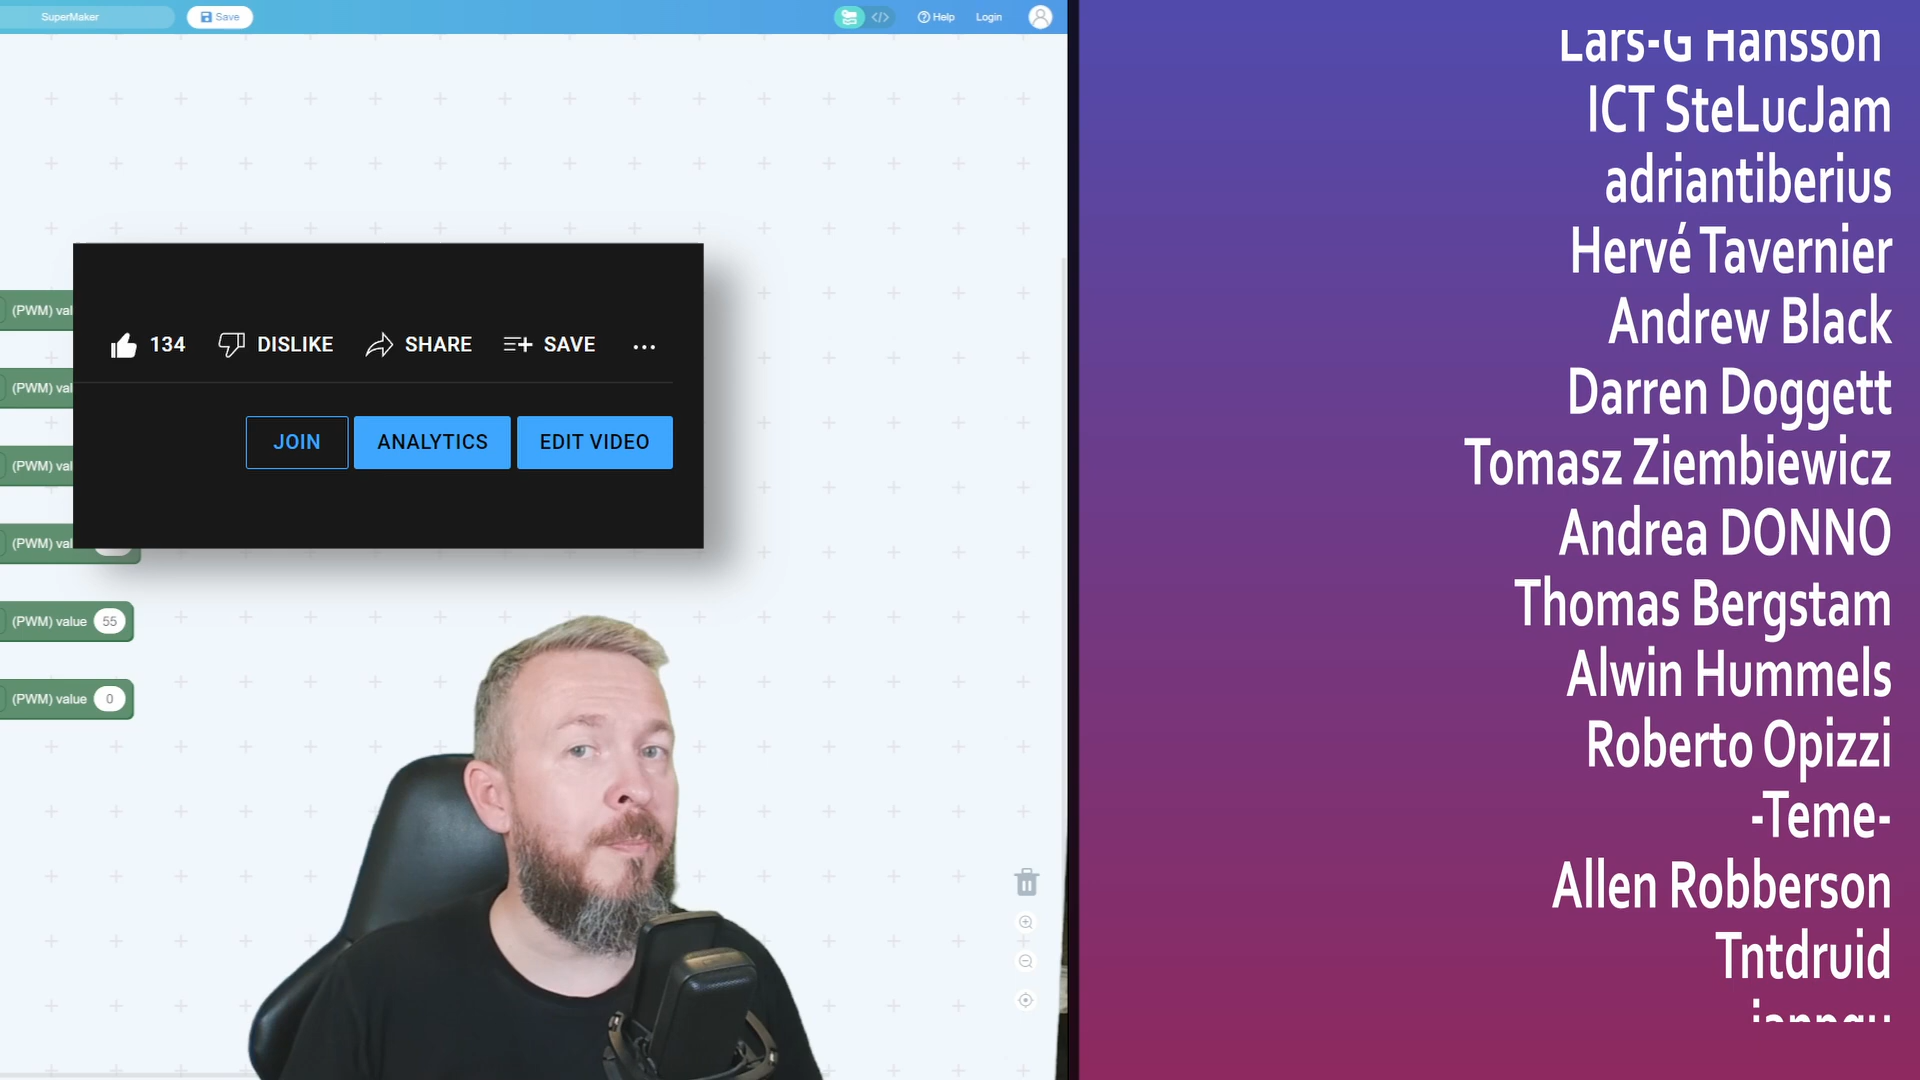 SuperMaker
Save
</>
Help
Login
(PWM) val
(PWM) val
(PWM) val
(PWM) val
(PWM) value 55
(PWM) value 0
134 DISLIKE SHARE SAVE ...
JOIN ANALYTICS EDIT VIDEO
Lars-G Hansson
ICT SteLucJam
adriantiberius
Hervé Tavernier
Andrew Black
Darren Doggett
Tomasz Ziembiewicz
Andrea DONNO
Thomas Bergstam
Alwin Hummels
Roberto Opizzi
-Teme-
Allen Robberson
Tntdruid